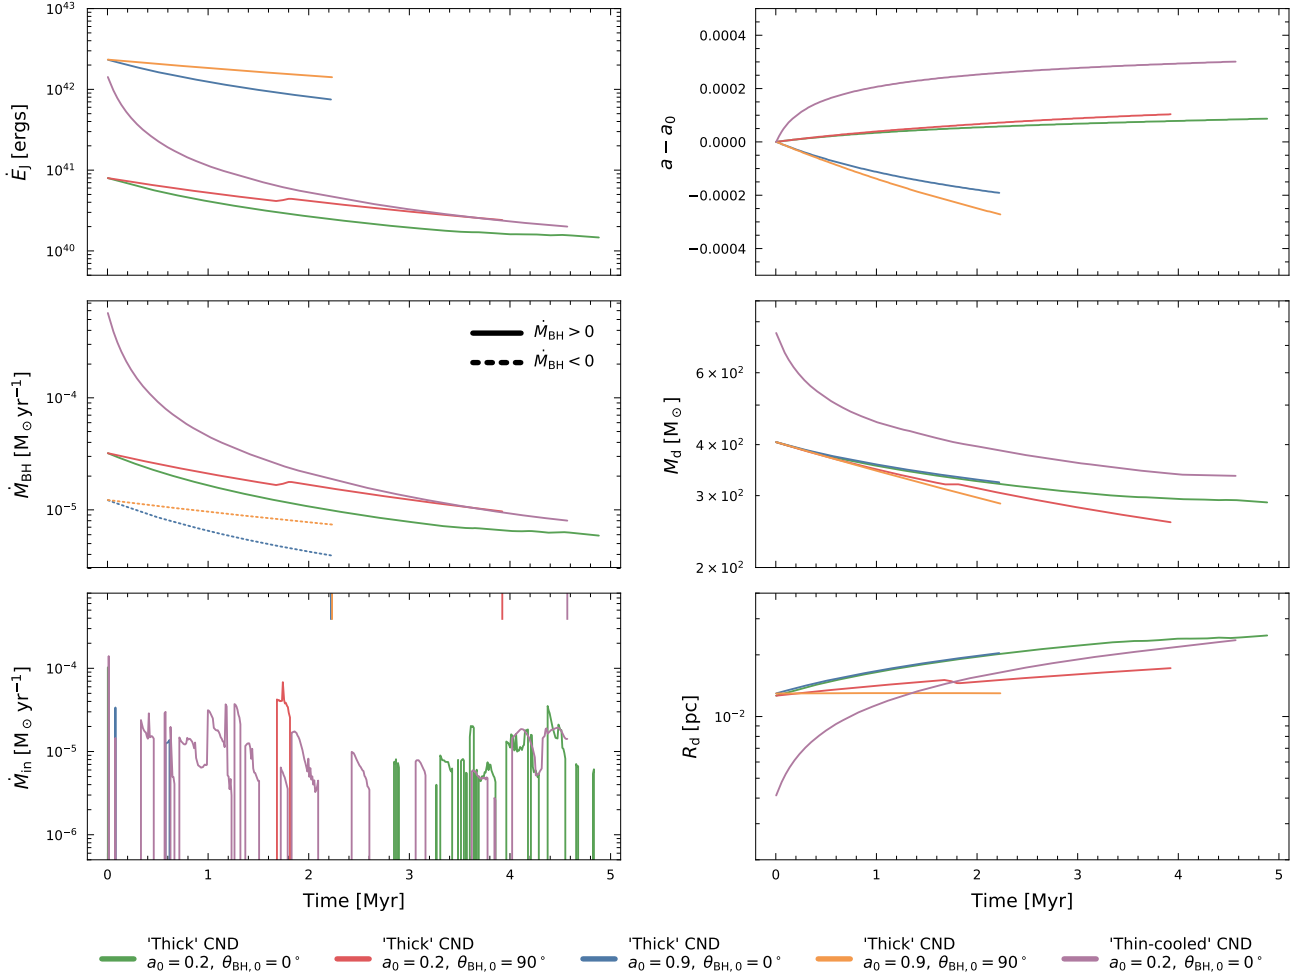 10^43
10^42
10^41
10^40
Ė_J [ergs]
0.0004
0.0002
0.0000
−0.0002
−0.0004
a − a_0
10^−4
10^−5
Ṁ_BH [M_⊙ yr^−1]
Ṁ_BH > 0
Ṁ_BH < 0
6 × 10^2
4 × 10^2
3 × 10^2
2 × 10^2
M_d [M_⊙]
10^−4
10^−5
10^−6
Ṁ_in [M_⊙ yr^−1]
0 1 2 3 4 5
Time [Myr]
10^−2
R_d [pc]
0 1 2 3 4 5
Time [Myr]
'Thick' CND
a_0 = 0.2, θ_BH,0 = 0°
'Thick' CND
a_0 = 0.2, θ_BH,0 = 90°
'Thick' CND
a_0 = 0.9, θ_BH,0 = 0°
'Thick' CND
a_0 = 0.9, θ_BH,0 = 90°
'Thin-cooled' CND
a_0 = 0.2, θ_BH,0 = 0°